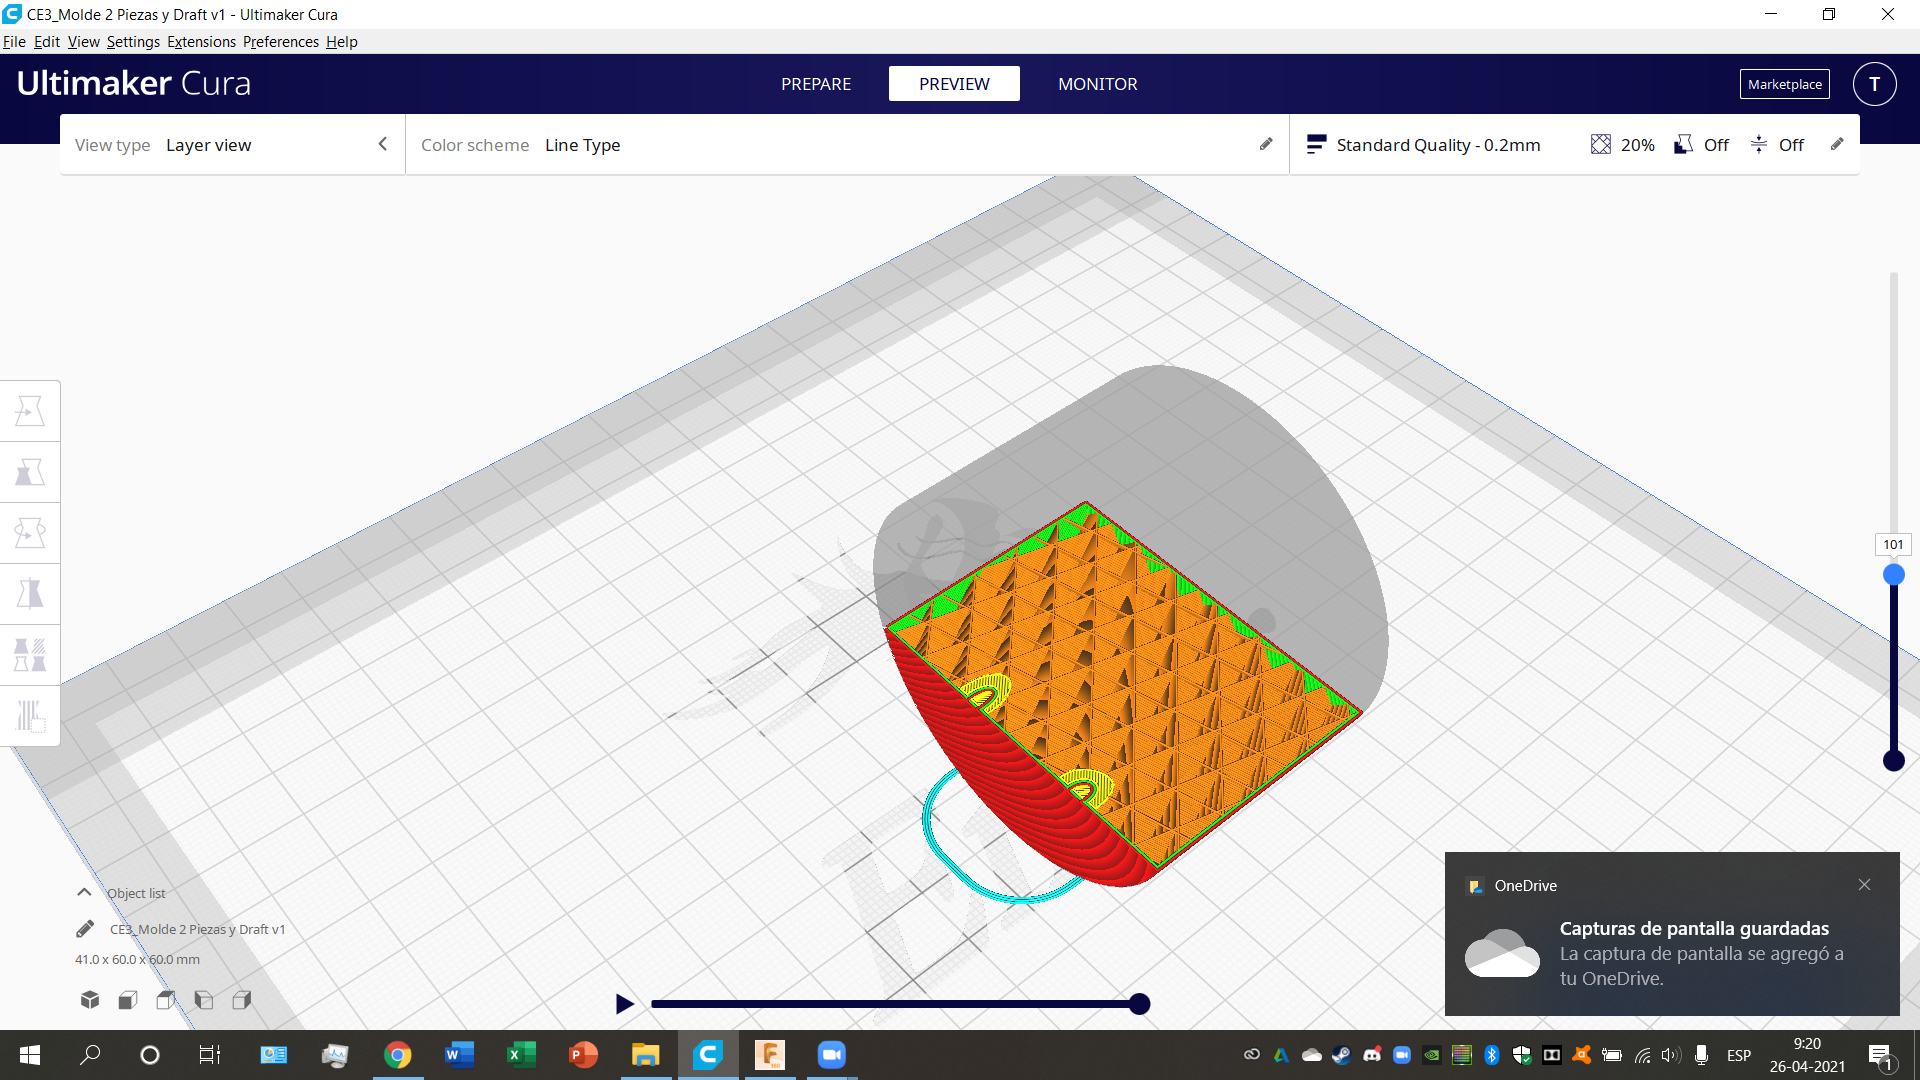 CE3_Molde 2 Piezas y Draft v1 - Ultimaker Cura
File Edit View Settings Extensions Preferences Help
Ultimaker Cura
PREPARE PREVIEW MONITOR
Marketplace
T
View type Layer view
Color scheme Line Type
Standard Quality - 0.2mm
20%
Off
Off
101
Object list
CE3_Molde 2 Piezas y Draft v1
41.0 x 60.0 x 60.0 mm
OneDrive
Capturas de pantalla guardadas
La captura de pantalla se agregó a
tu OneDrive.
ESP
9:20
26-04-2021
1